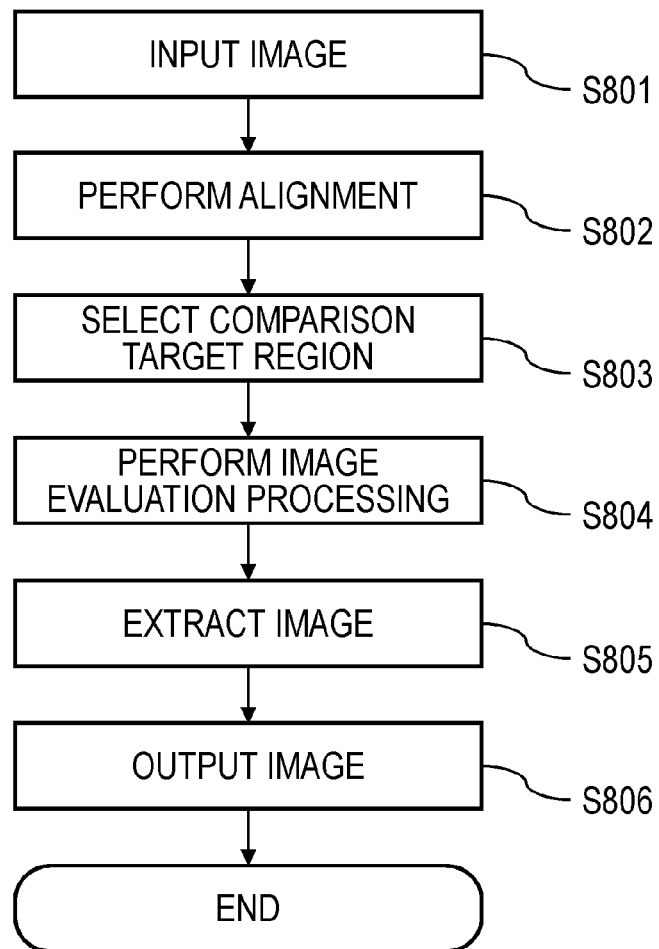 INPUT IMAGE
S801
PERFORM ALIGNMENT
S802
SELECT COMPARISON
TARGET REGION
S803
PERFORM IMAGE
EVALUATION PROCESSING
S804
EXTRACT IMAGE
S805
OUTPUT IMAGE
S806
END